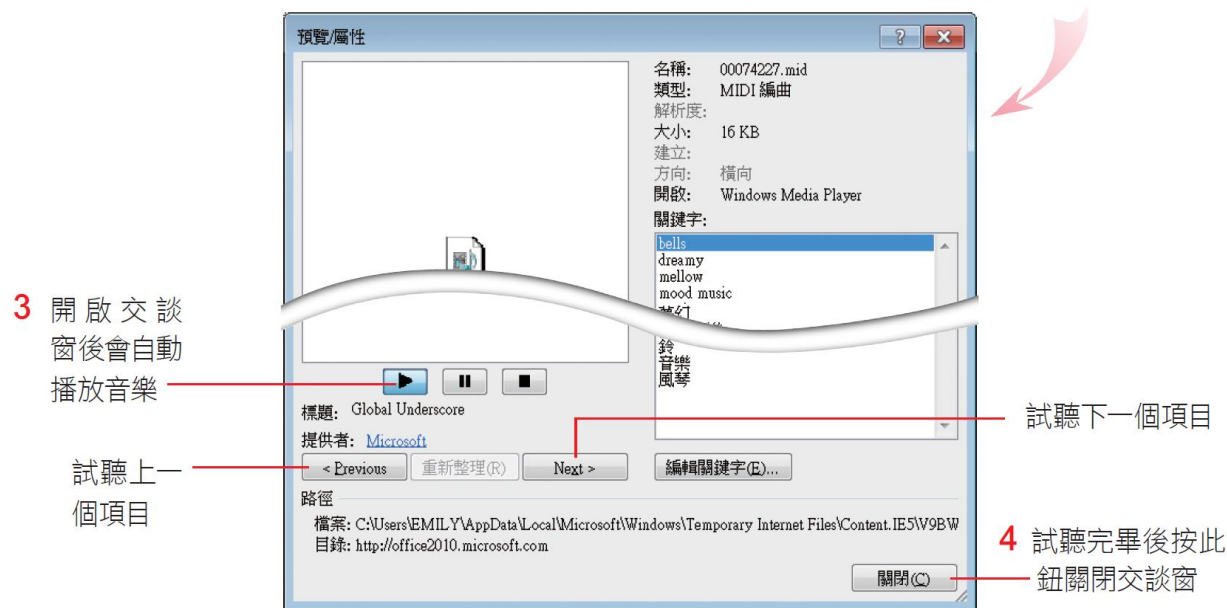 預覽/屬性
名稱: 00074227.mid
類型: MIDI 編曲
解析度:
大小: 16 KB
建立:
方向: 橫向
開啟: Windows Media Player
關鍵字:
bells
dreamy
mellow
mood music
夢幻
鈴
音樂
風琴
3 開啟交談
窗後會自動
播放音樂
標題: Global Underscore
提供者: Microsoft
試聽下一個項目
試聽上一
個項目
< Previous
重新整理(R)
Next >
編輯關鍵字(E)...
路徑
檔案: C:\Users\EMILY\AppData\Local\Microsoft\Windows\Temporary Internet Files\Content.IE5\V9BW
目錄: http://office2010.microsoft.com
4 試聽完畢後按此
鈕關閉交談窗
關閉(C)